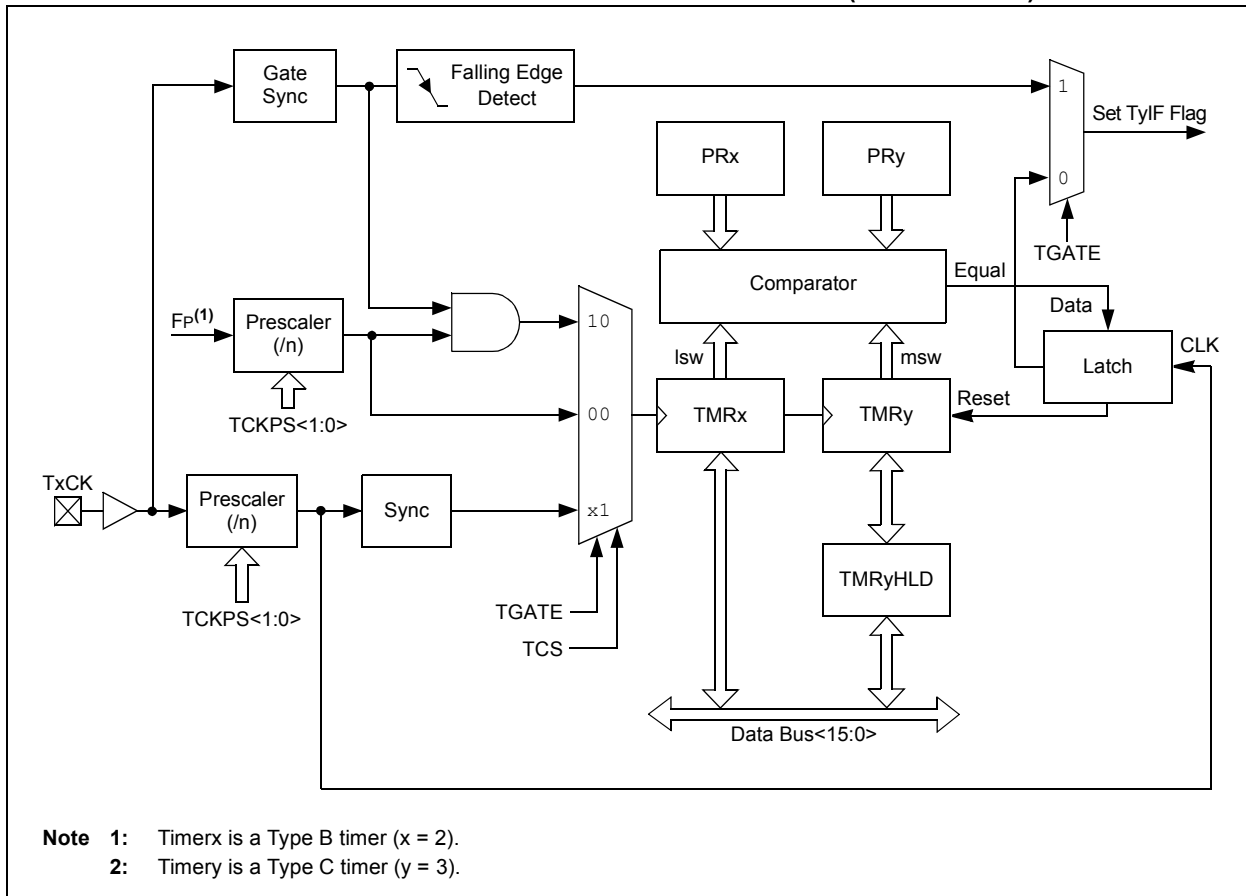 Gate
Sync
Falling Edge
Detect
1
Set TyIF Flag
PRx
PRy
0
TGATE
Comparator
Equal
Data
FP(1)
Prescaler
(/n)
10
lsw
msw
Latch
CLK
TCKPS<1:0>
00
TMRx
TMRy
Reset
TxCK
Prescaler
(/n)
Sync
x1
TMRyHLD
TCKPS<1:0>
TGATE
TCS
Data Bus<15:0>
Note 1: Timerx is a Type B timer (x = 2).
2: Timery is a Type C timer (y = 3).